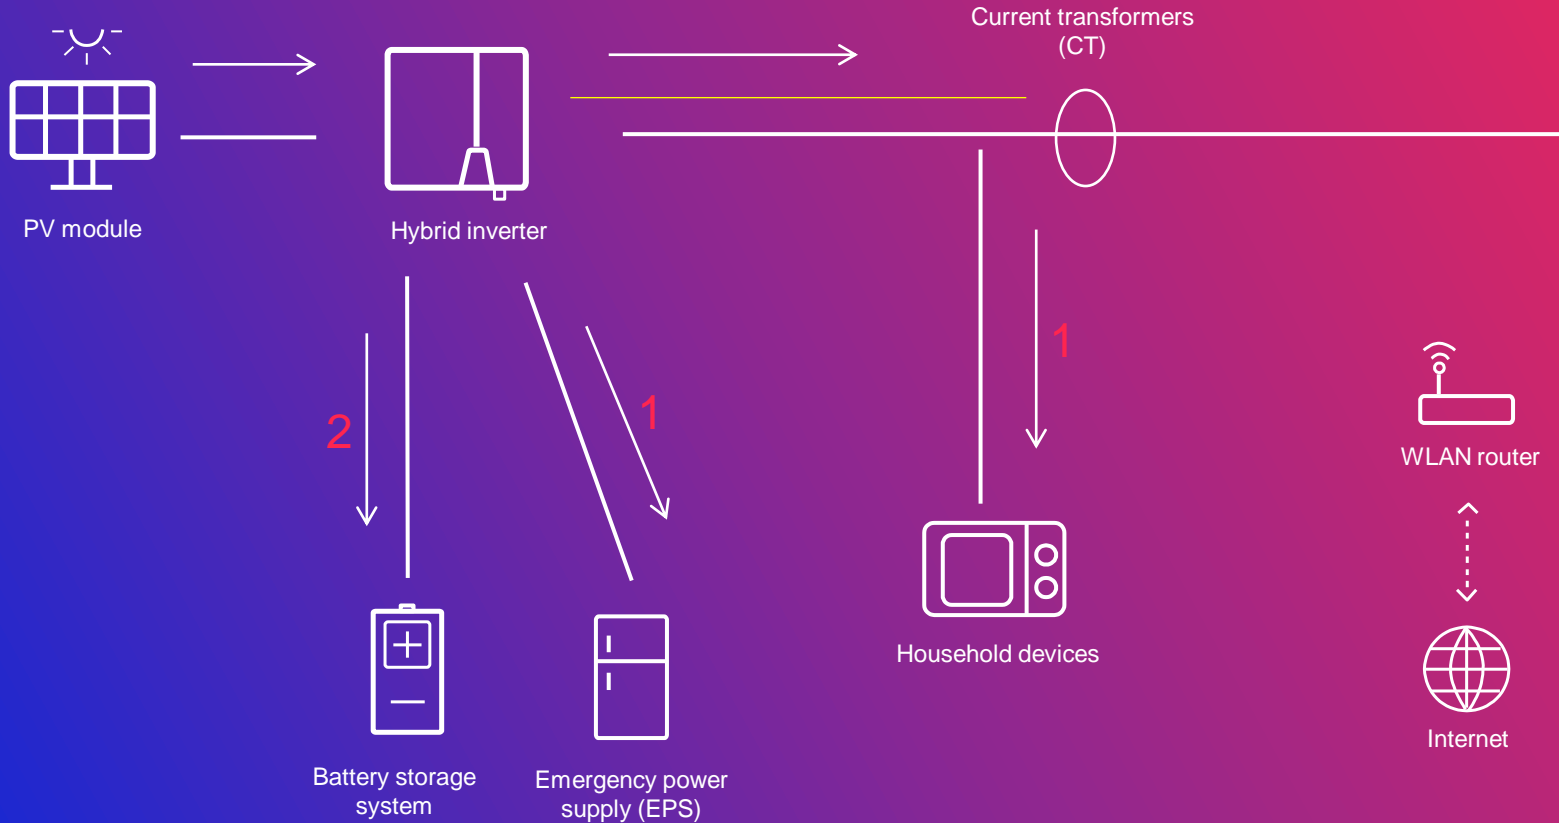 Current transformers
(CT)
PV module
Hybrid inverter
1
2
1
WLAN router
Household devices
Internet
Battery storage
system
Emergency power
supply (EPS)